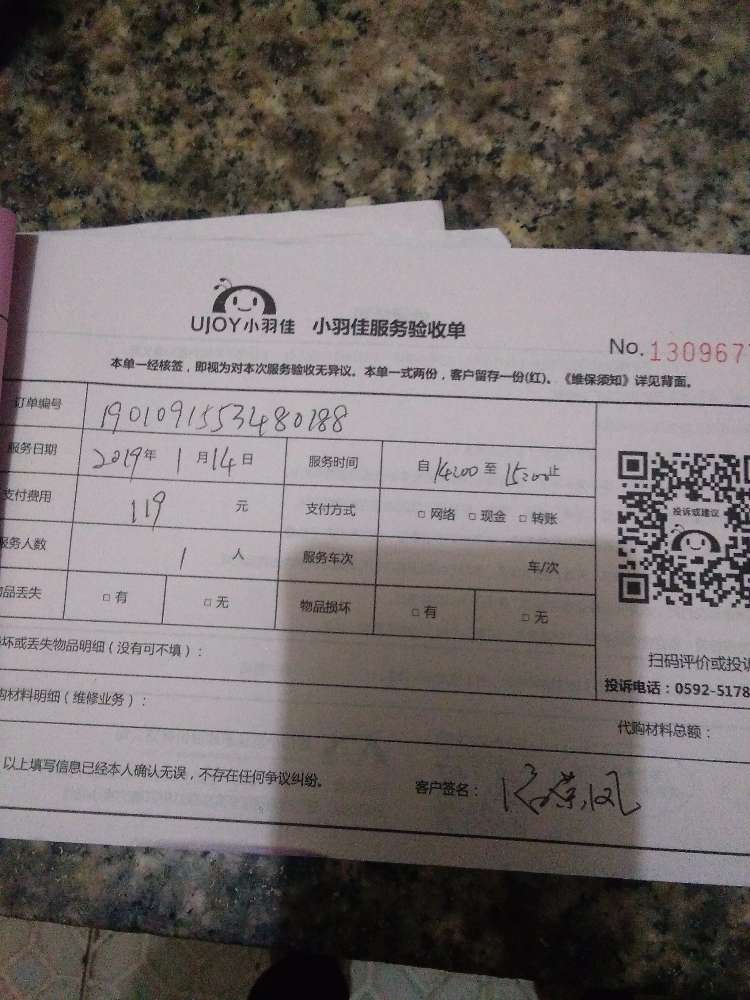 UJOY小羽佳 小羽佳服务验收单
No. 130967
本单一经核签，即视为对本次服务验收无异议。本单一式两份，客户留存一份(红)。《维保须知》详见背面。
订单编号 1901091553480188
服务日期 2019年 1月14日 服务时间 自14:00至15:00止
支付费用 119 元 支付方式 □ 网络 □ 现金 □ 转账
投诉或建议
服务人数 1 人 服务车次 车/次
物品丢失 □ 有 □ 无 物品损坏 □ 有 □ 无
坏或丢失物品明细（没有可不填）：
扫码评价或投诉
投诉电话：0592-5178
购材料明细（维修业务）：
代购材料总额：
以上填写信息已经本人确认无误，不存在任何争议纠纷。
客户签名：